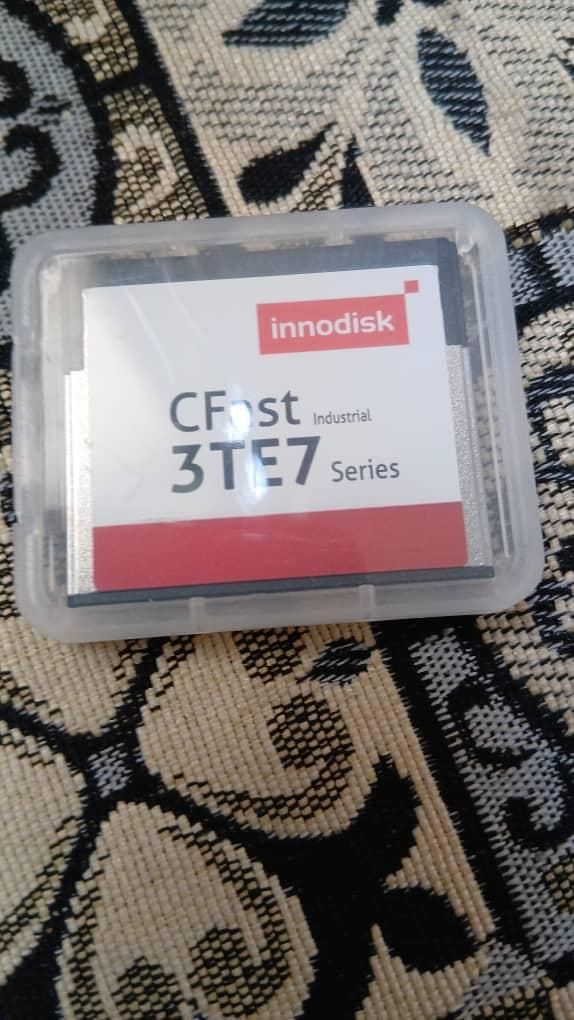 innodisk
CFast Industrial
3TE7 Series